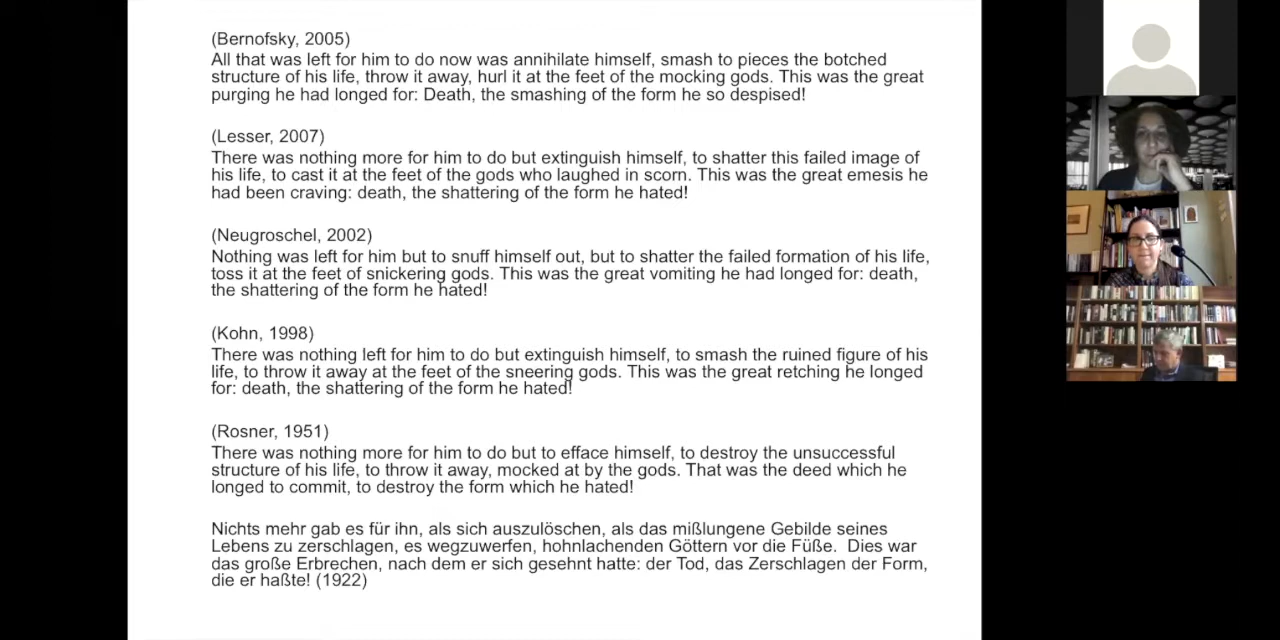 (Bernofsky, 2005)
All that was left for him to do now was annihilate himself, smash to pieces the botched
structure of his life, throw it away, hurl it at the feet of the mocking gods. This was the great
purging he had longed for: Death, the smashing of the form he so despised!
(Lesser, 2007)
There was nothing more for him to do but extinguish himself, to shatter this failed image of
his life, to cast it at the feet of the gods who laughed in scorn. This was the great emesis he
had been craving: death, the shattering of the form he hated!
(Neugroschel, 2002)
Nothing was left for him but to snuff himself out, but to shatter the failed formation of his life,
toss it at the feet of snickering gods. This was the great vomiting he had longed for: death,
the shattering of the form he hated!
(Kohn, 1998)
There was nothing left for him to do but extinguish himself, to smash the ruined figure of his
life, to throw it away at the feet of the sneering gods. This was the great retching he longed
for: death, the shattering of the form he hated!
(Rosner, 1951)
There was nothing more for him to do but to efface himself, to destroy the unsuccessful
structure of his life, to throw it away, mocked at by the gods. That was the deed which he
longed to commit, to destroy the form which he hated!
Nichts mehr gab es für ihn, als sich auszulöschen, als das mißlungene Gebilde seines
Lebens zu zerschlagen, es wegzuwerfen, hohnlachenden Göttern vor die Füße.  Dies war
das große Erbrechen, nach dem er sich gesehnt hatte: der Tod, das Zerschlagen der Form,
die er haßte! (1922)